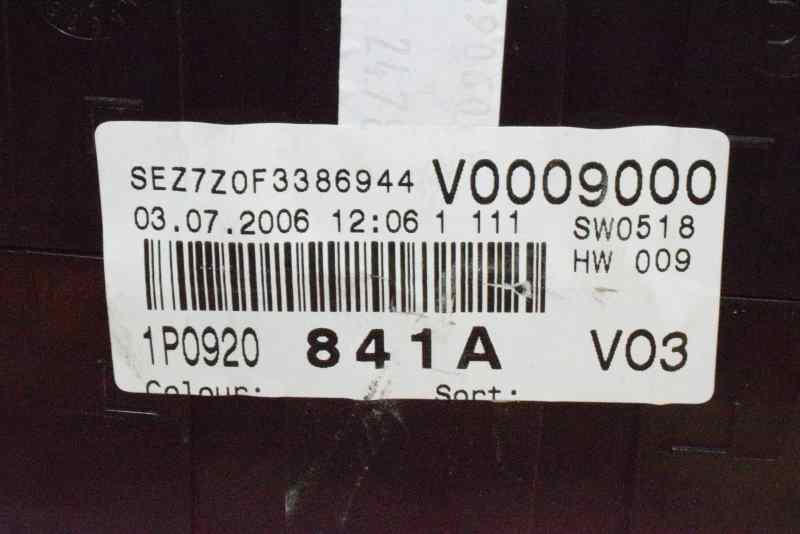 SEZ7Z0F3386944 V0009000
03.07.2006 12:06 1 111 SW0518
HW 009
1P0920 841A V03
Colour: Sort: